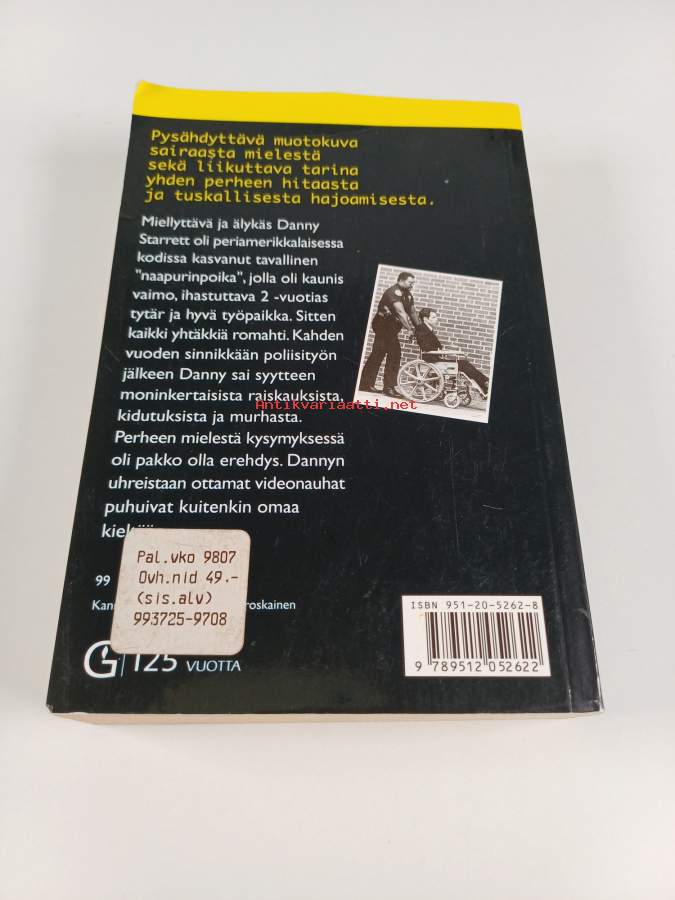 Pysähdyttävä muotokuva
sairaasta mielestä
sekä liikuttava tarina
yhden perheen hitaasta
ja tuskallisesta hajoamisesta.
Miellyttävä ja älykäs Danny
Starrett oli periamerikkalaisessa
kodissa kasvanut tavallinen
"naapurinpoika", jolla oli kaunis
vaimo, ihastuttava 2 -vuotias
tytär ja hyvä työpaikka. Sitten
kaikki yhtäkkiä romahti. Kahden
vuoden sinnikkään poliisityön
jälkeen Danny sai syytteen
moninkertaisista raiskauksista,
Antikvariaatti.net
kidutuksista ja murhasta.
Perheen mielestä kysymyksessä
oli pakko olla erehdys. Dannyn
uhreistaan ottamat videonauhat
puhuivat kuitenkin omaa
Pal.vko 9807
Ovh.nid 49.-
(sis.alv)
993725-9708
99
G 125 VUOTTA
ISBN 951-20-5262-8
9 789512 052622